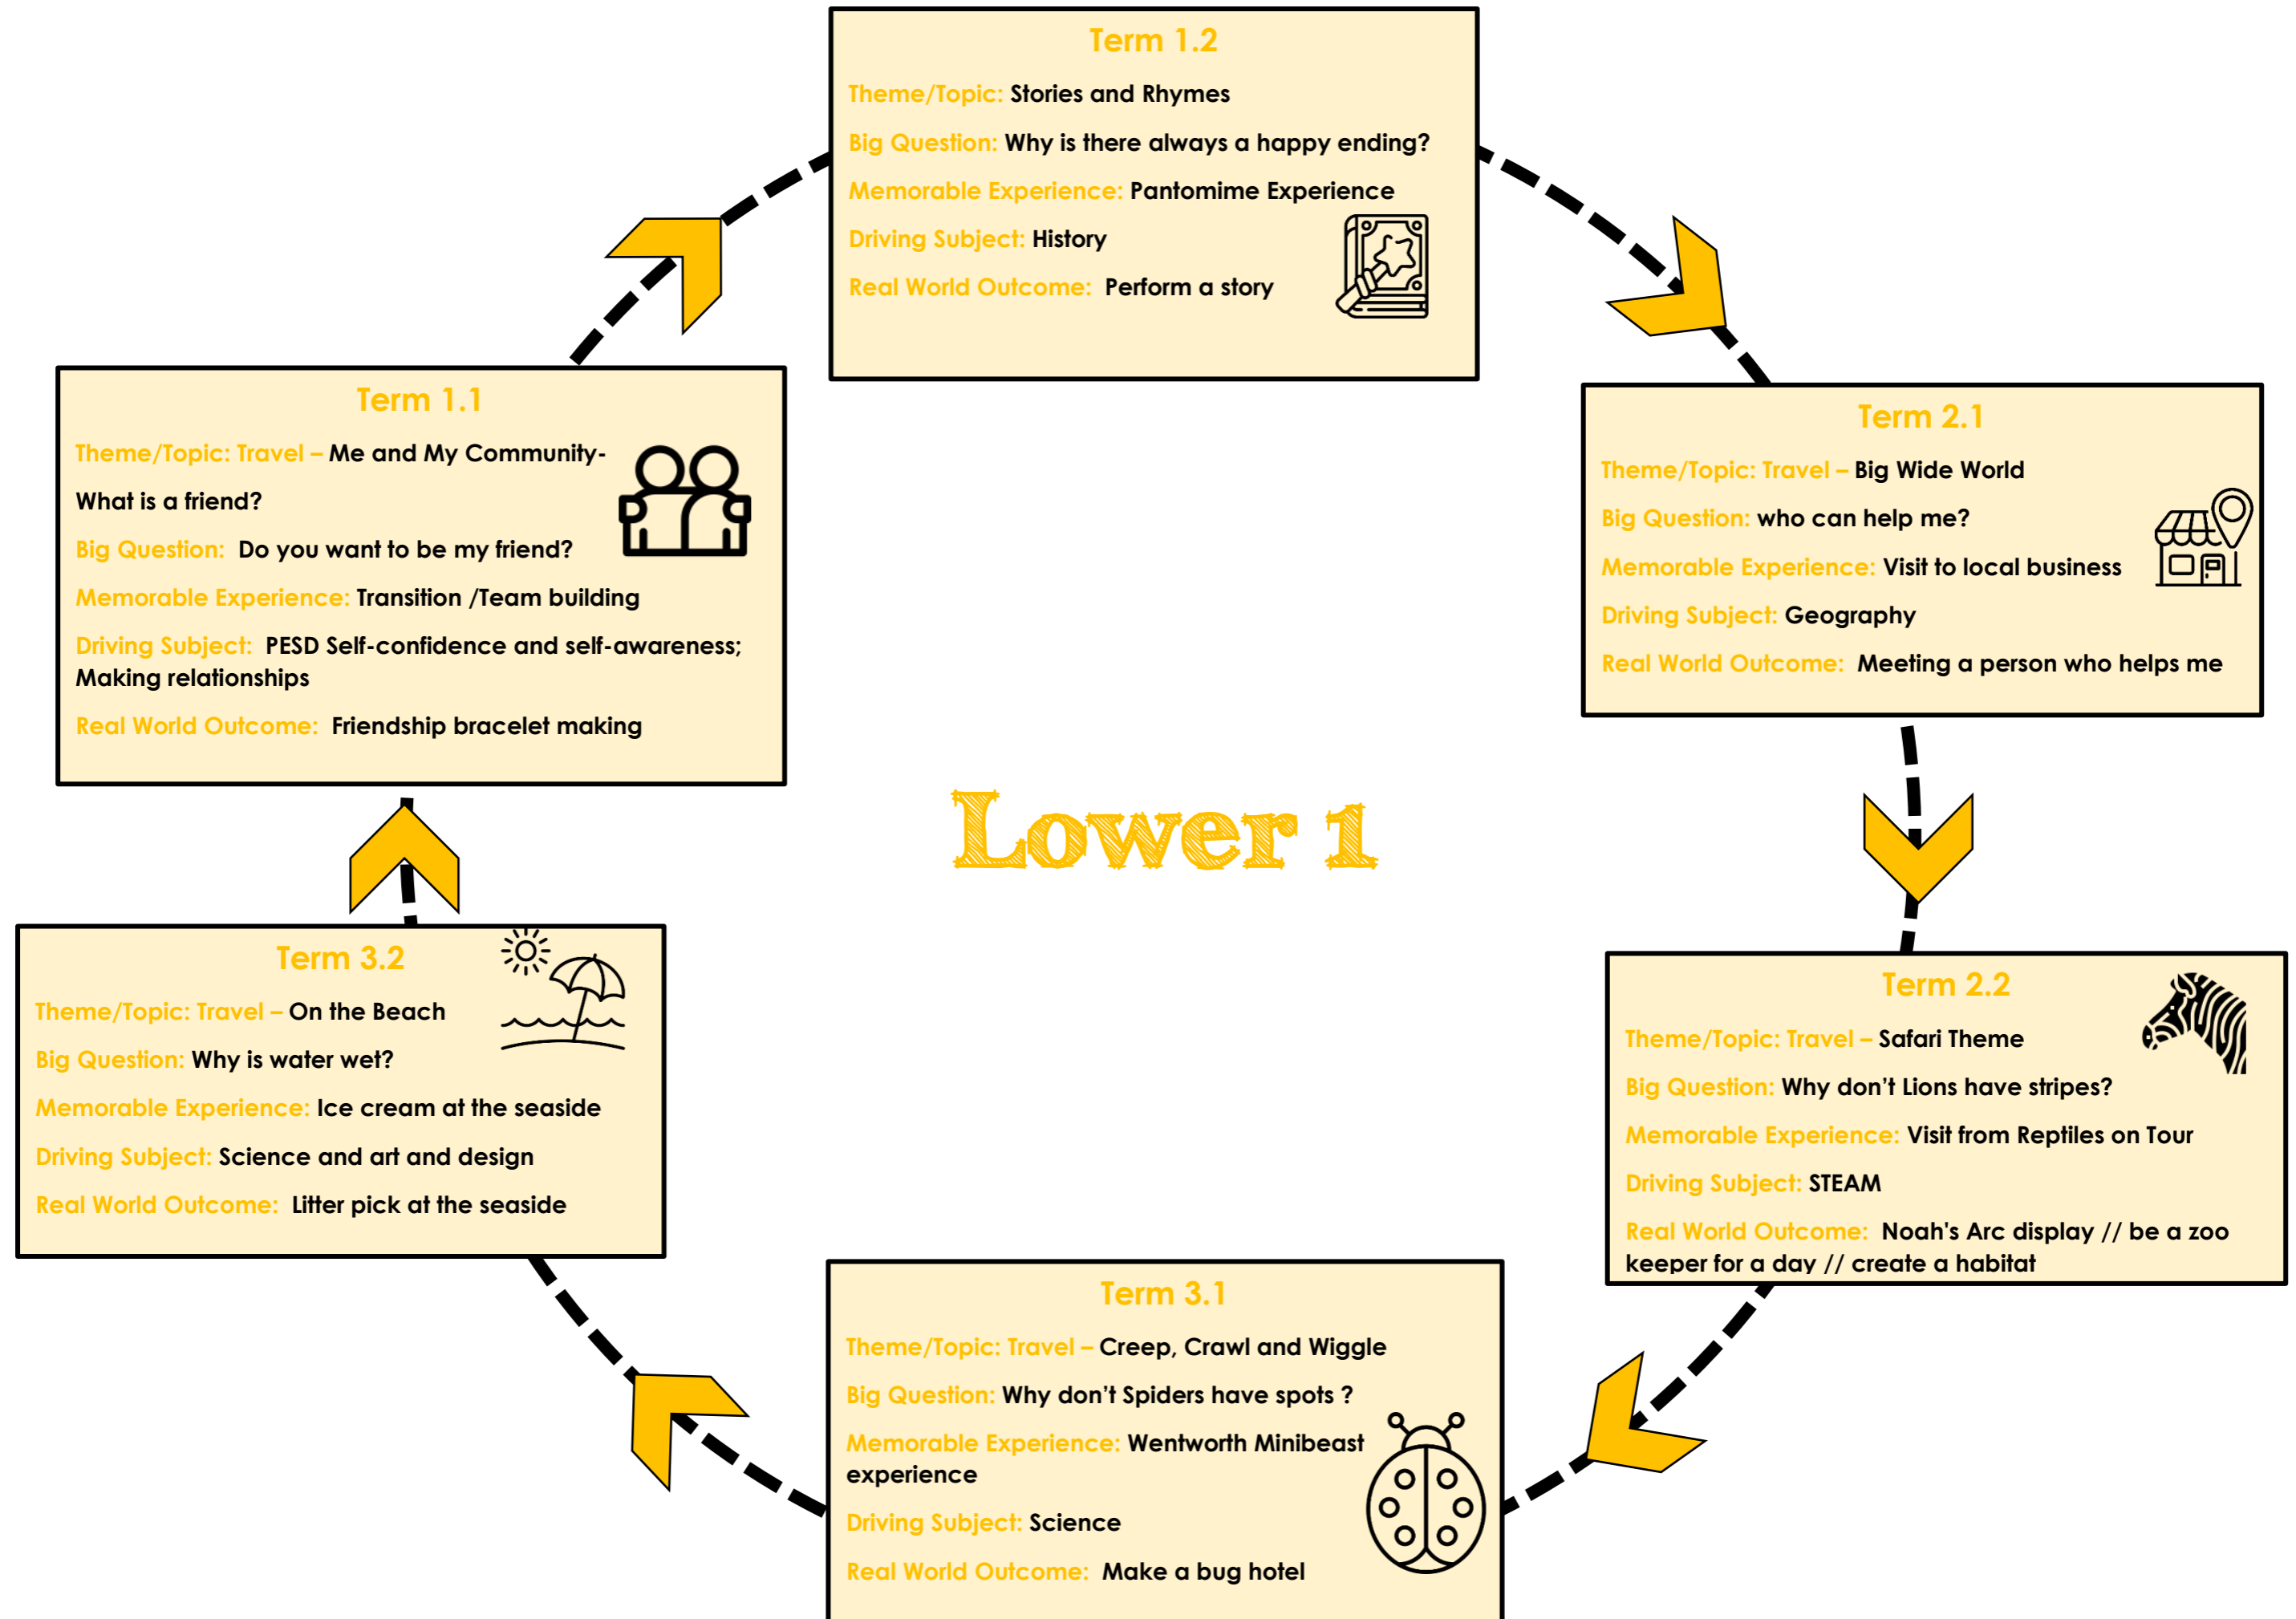 Term 1.2
Theme/Topic: Stories and Rhymes
Big Question: Why is there always a happy ending?
Memorable Experience: Pantomime Experience
Driving Subject: History
Real World Outcome: Perform a story
Term 1.1
Theme/Topic: Travel – Me and My Community-
What is a friend?
Big Question: Do you want to be my friend?
Memorable Experience: Transition /Team building
Driving Subject: PESD Self-confidence and self-awareness;
Making relationships
Real World Outcome: Friendship bracelet making
Term 2.1
Theme/Topic: Travel – Big Wide World
Big Question: who can help me?
Memorable Experience: Visit to local business
Driving Subject: Geography
Real World Outcome: Meeting a person who helps me
Lower 1
Term 3.2
Theme/Topic: Travel – On the Beach
Big Question: Why is water wet?
Memorable Experience: Ice cream at the seaside
Driving Subject: Science and art and design
Real World Outcome: Litter pick at the seaside
Term 2.2
Theme/Topic: Travel – Safari Theme
Big Question: Why don't Lions have stripes?
Memorable Experience: Visit from Reptiles on Tour
Driving Subject: STEAM
Real World Outcome: Noah's Arc display // be a zoo
keeper for a day // create a habitat
Term 3.1
Theme/Topic: Travel – Creep, Crawl and Wiggle
Big Question: Why don't Spiders have spots ?
Memorable Experience: Wentworth Minibeast
experience
Driving Subject: Science
Real World Outcome: Make a bug hotel